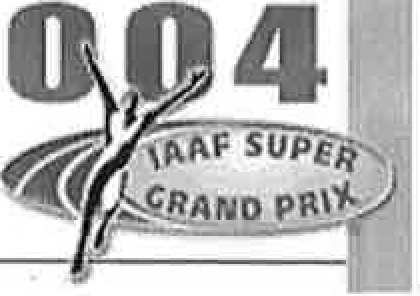 004
IAAF SUPER
GRAND PRIX